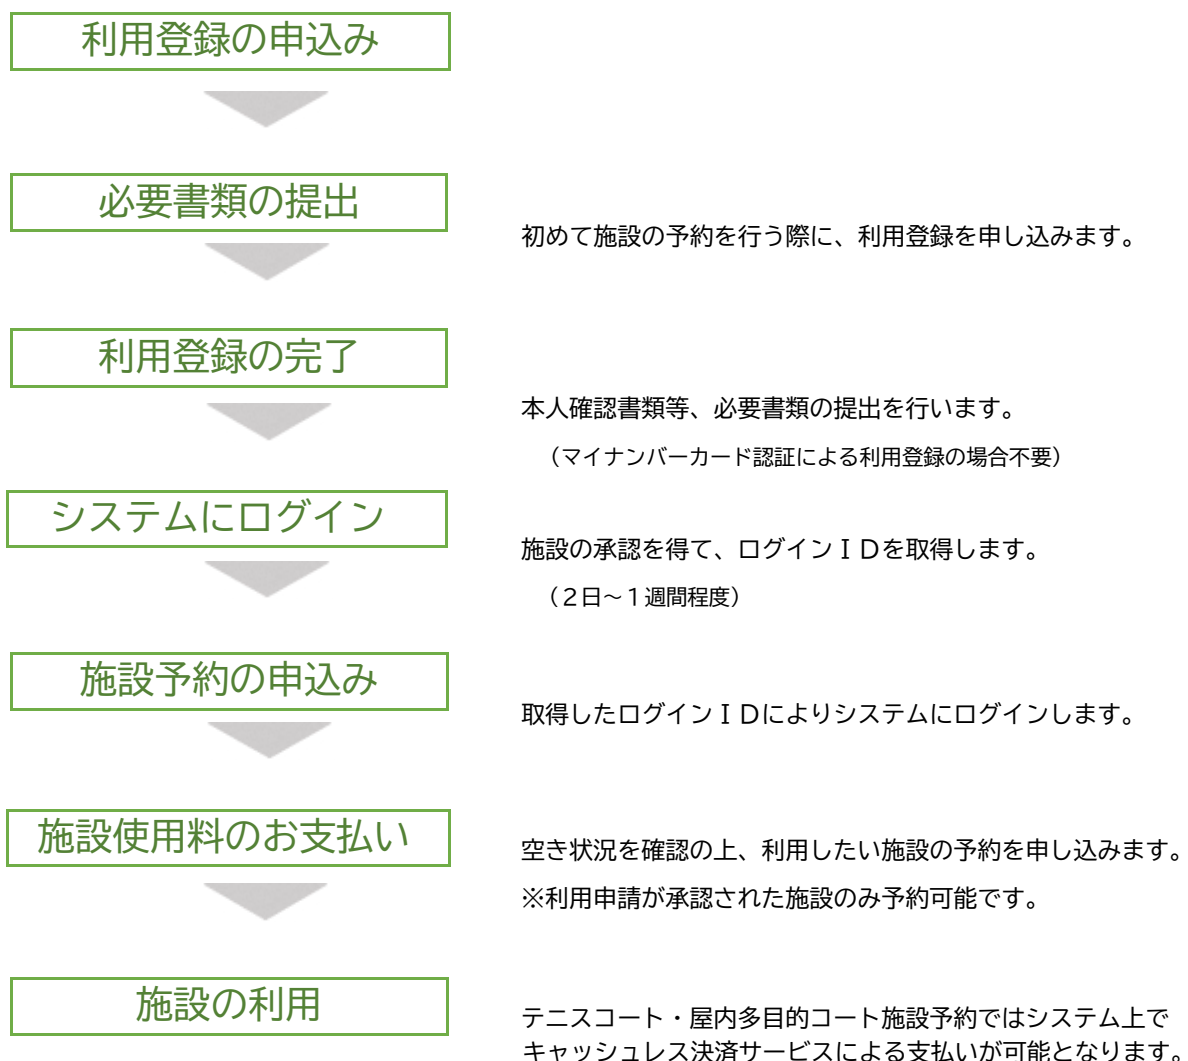 利用登録の申込み
必要書類の提出
初めて施設の予約を行う際に、利用登録を申し込みます。
利用登録の完了
本人確認書類等、必要書類の提出を行います。
（マイナンバーカード認証による利用登録の場合不要）
システムにログイン
施設の承認を得て、ログインＩＤを取得します。
（２日～１週間程度）
施設予約の申込み
取得したログインＩＤによりシステムにログインします。
施設使用料のお支払い
空き状況を確認の上、利用したい施設の予約を申し込みます。
※利用申請が承認された施設のみ予約可能です。
施設の利用
テニスコート・屋内多目的コート施設予約ではシステム上で
キャッシュレス決済サービスによる支払いが可能となります。